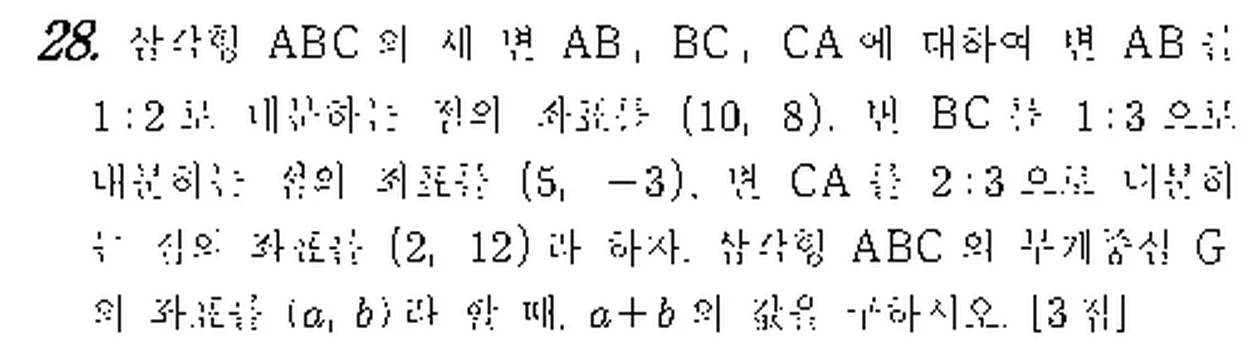 28. 삼각형 ABC의 세 변 AB, BC, CA에 대하여 변 AB를
1 : 2로 내분하는 점의 좌표를 (10, 8), 변 BC를 1 : 3으로
내분하는 점의 좌표를 (5, −3), 변 CA를 2 : 3으로 내분하
는 점의 좌표를 (2, 12)라 하자. 삼각형 ABC의 무게중심 G
의 좌표를 (a, b)라 할 때, a+b의 값을 구하시오. [3점]